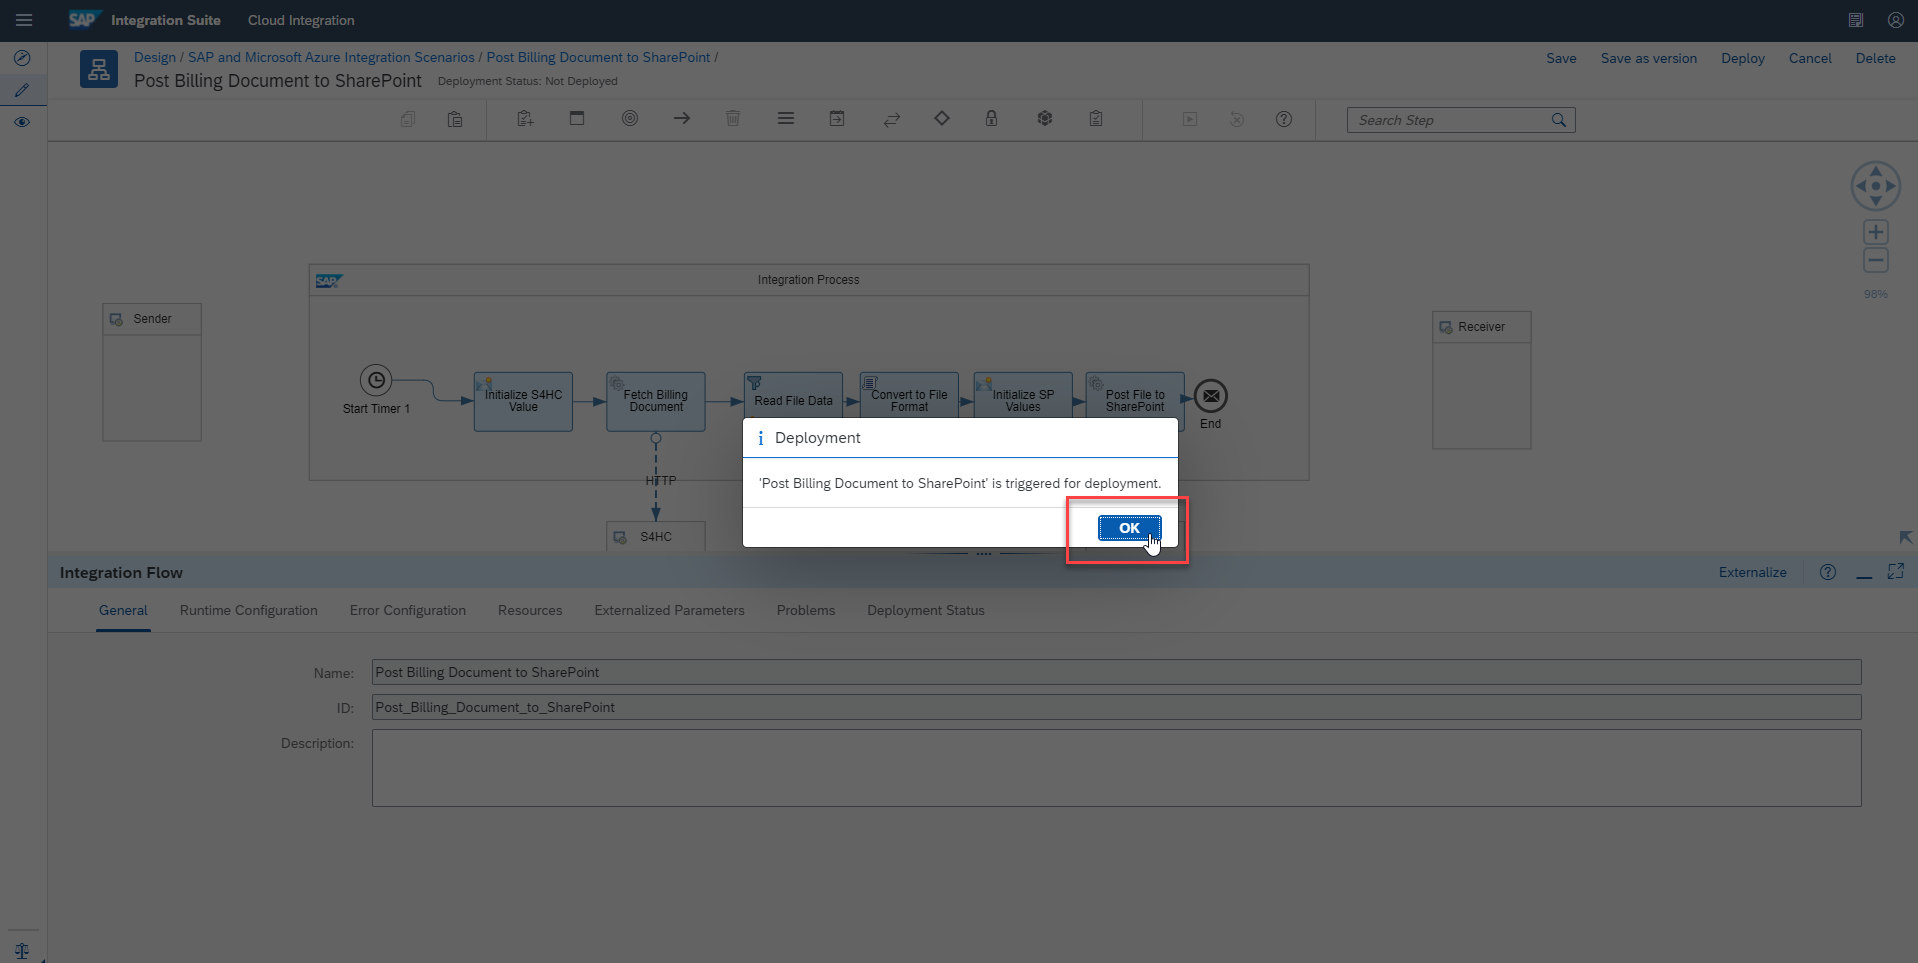 SAP Integration Suite Cloud Integration
Design / SAP and Microsoft Azure Integration Scenarios / Post Billing Document to SharePoint /
Post Billing Document to SharePoint Deployment Status: Not Deployed
Save Save as version Deploy Cancel Delete
Search Step
98%
SAP Integration Process
Sender
Receiver
Start Timer 1
Initialize S4HC
Value
Fetch Billing
Document
Read File Data
Convert to File
Format
Initialize SP
Values
Post File to
SharePoint
End
HTTP
S4HC
Deployment
'Post Billing Document to SharePoint' is triggered for deployment.
OK
Integration Flow
Externalize
General Runtime Configuration Error Configuration Resources Externalized Parameters Problems Deployment Status
Name: Post Billing Document to SharePoint
ID: Post_Billing_Document_to_SharePoint
Description: